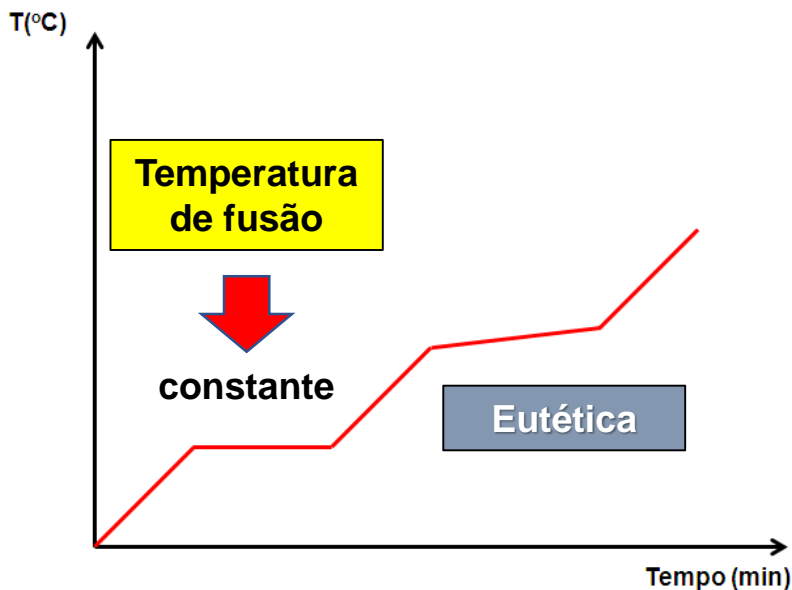 T(ºC)
Temperatura
de fusão
constante
Eutética
Tempo (min)